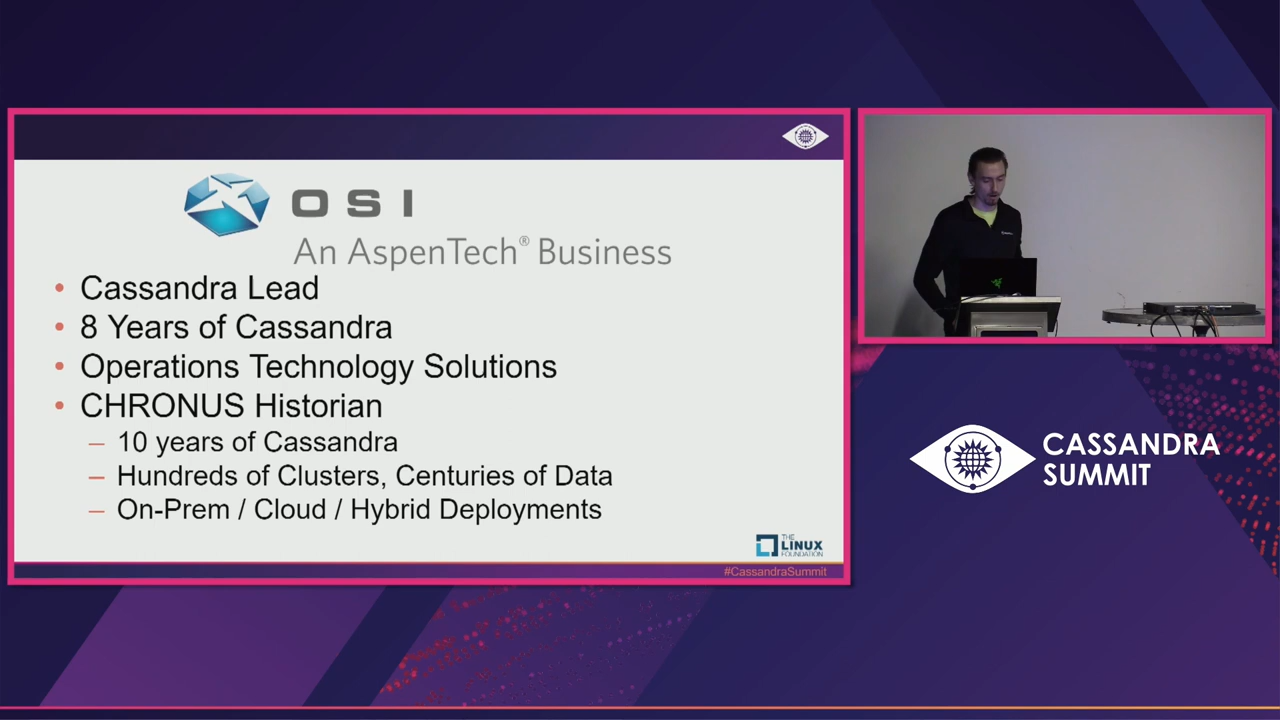 OSI
An AspenTech® Business
• Cassandra Lead
• 8 Years of Cassandra
• Operations Technology Solutions
• CHRONUS Historian
– 10 years of Cassandra
– Hundreds of Clusters, Centuries of Data
– On-Prem / Cloud / Hybrid Deployments
THE
LINUX
FOUNDATION
#CassandraSummit
CASSANDRA
SUMMIT